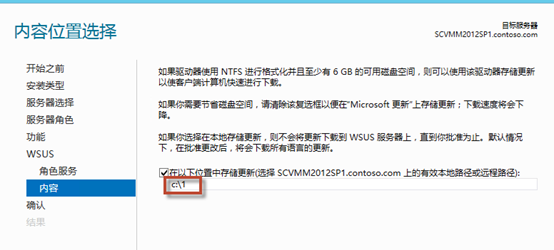 内容位置选择
目标服务器
SCVMM2012SP1.contoso.com
开始之前
安装类型
服务器选择
服务器角色
功能
WSUS
角色服务
内容
确认
结果
如果驱动器使用 NTFS 进行格式化并且至少有 6 GB 的可用磁盘空间，则可以使用该驱动器存储更新
以使客户端计算机快速进行下载。
如果你需要节省磁盘空间，请清除该复选框以便在"Microsoft 更新"上存储更新；下载速度将会下
降。
如果你选择在本地存储更新，则不会将更新下载到 WSUS 服务器上，直到你批准为止。默认情况
下，在批准更改后，将会下载所有语言的更新。
在以下位置中存储更新(选择 SCVMM2012SP1.contoso.com 上的有效本地路径或远程路径):
c:\1